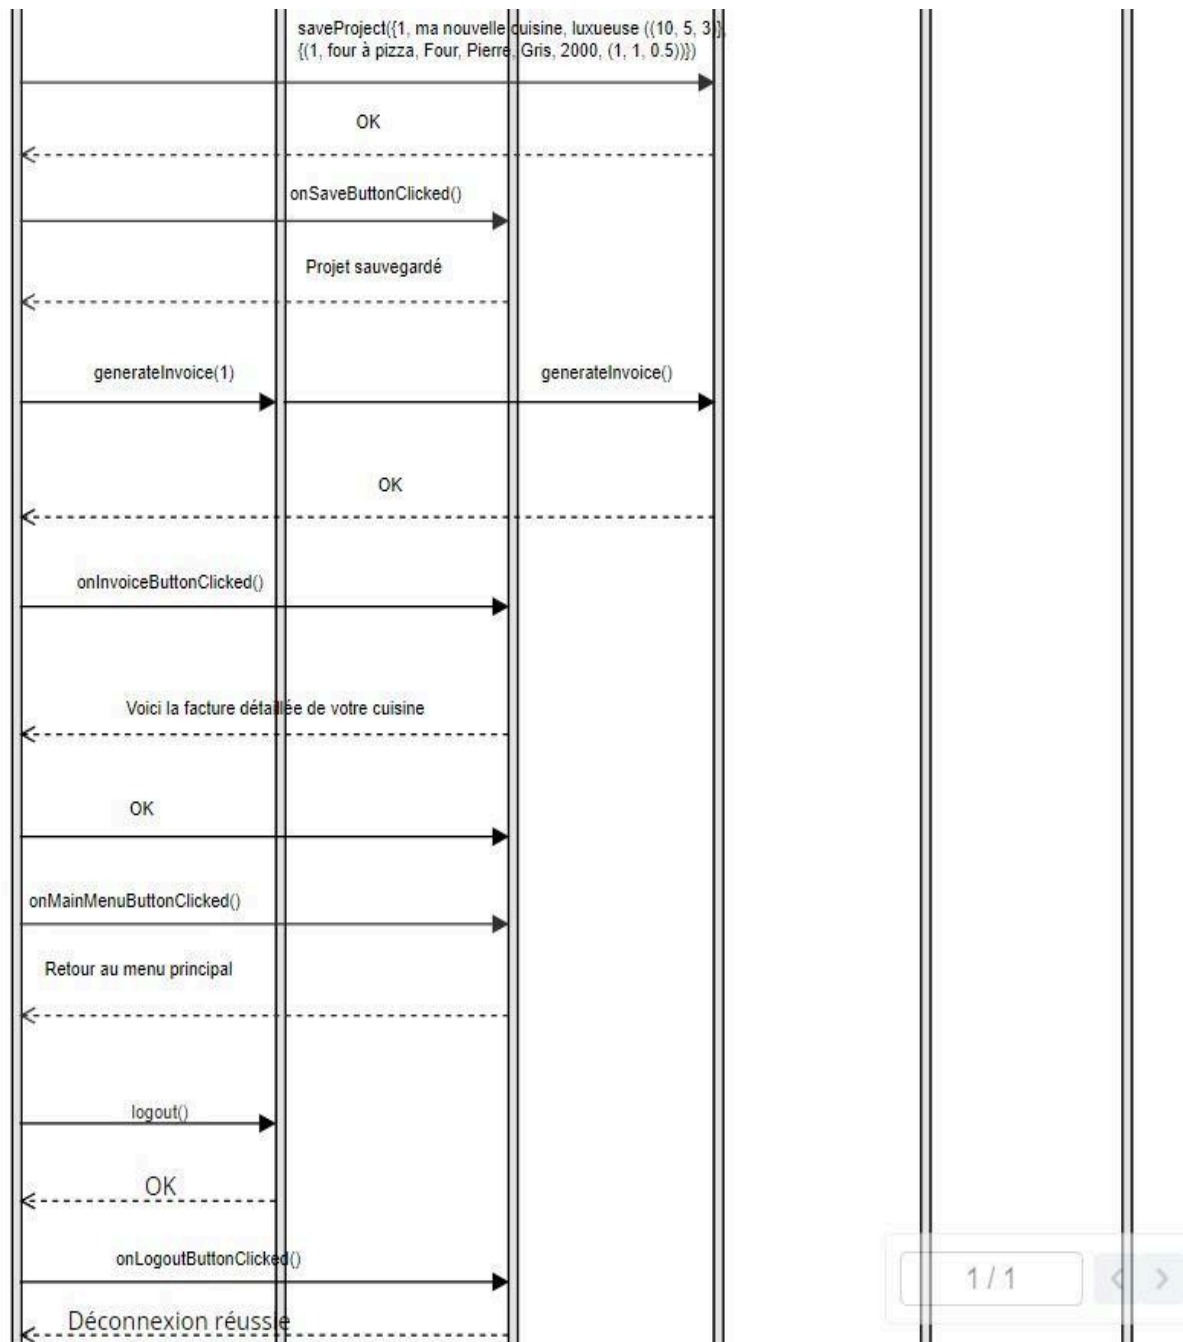 saveProject({1, ma nouvelle cuisine, luxueuse ((10, 5, 3)},
{(1, four à pizza, Four, Pierre, Gris, 2000, (1, 1, 0.5))})
OK
onSaveButtonClicked()
Projet sauvegardé
generateInvoice(1)
generateInvoice()
OK
onInvoiceButtonClicked()
Voici la facture détaillée de votre cuisine
OK
onMainMenuButtonClicked()
Retour au menu principal
logout()
OK
onLogoutButtonClicked()
Déconnexion réussie
1 / 1